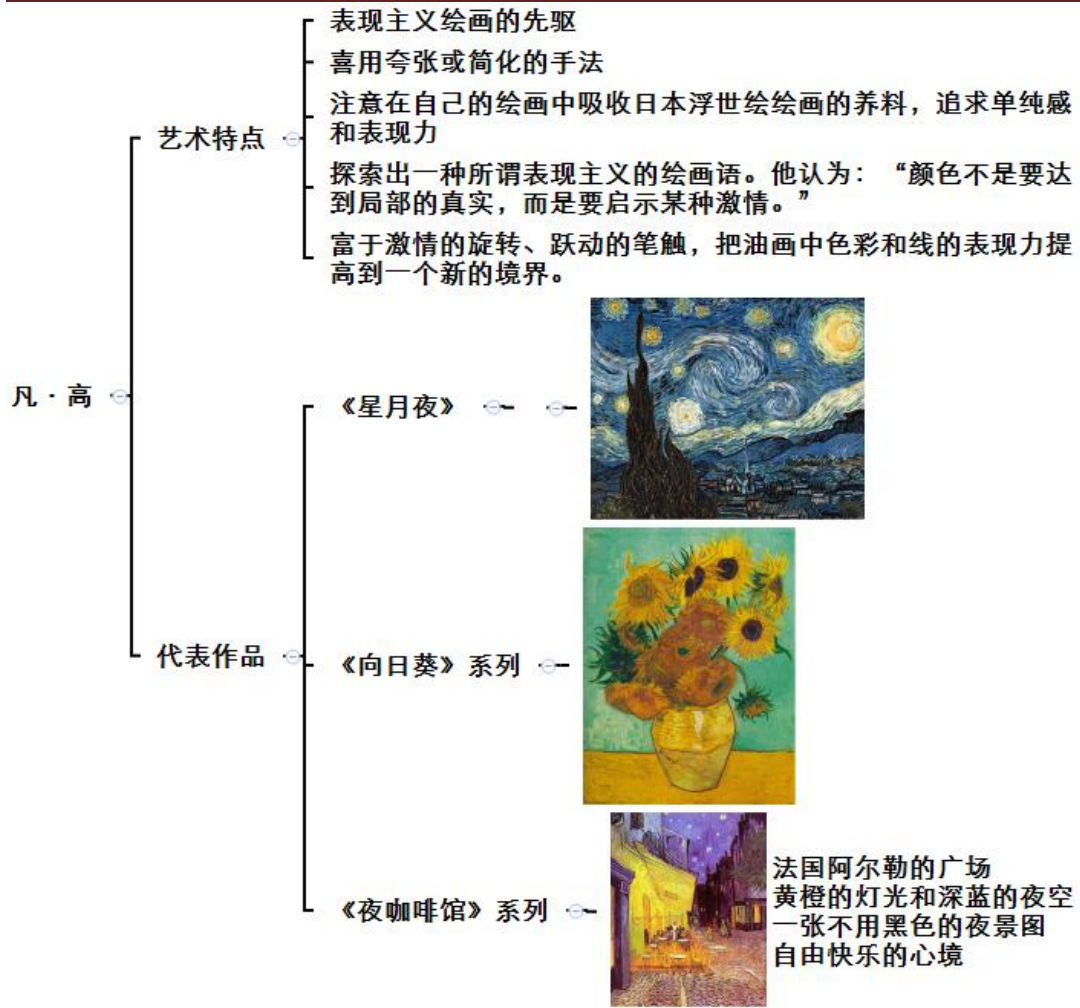 表现主义绘画的先驱
喜用夸张或简化的手法
注意在自己的绘画中吸收日本浮世绘绘画的养料，追求单纯感
和表现力
艺术特点
探索出一种所谓表现主义的绘画语。他认为：“颜色不是要达
到局部的真实，而是要启示某种激情。”
富于激情的旋转、跃动的笔触，把油画中色彩和线的表现力提
高到一个新的境界。
凡·高
《星月夜》
代表作品
《向日葵》系列
《夜咖啡馆》系列
法国阿尔勒的广场
黄橙的灯光和深蓝的夜空
一张不用黑色的夜景图
自由快乐的心境